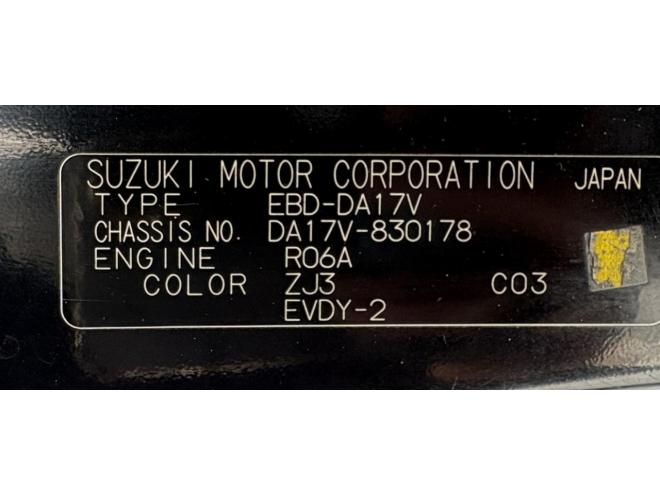 SUZUKI MOTOR CORPORATION JAPAN
TYPE EBD-DA17V
CHASSIS NO. DA17V-830178
ENGINE R06A
COLOR ZJ3 C03
EVDY-2